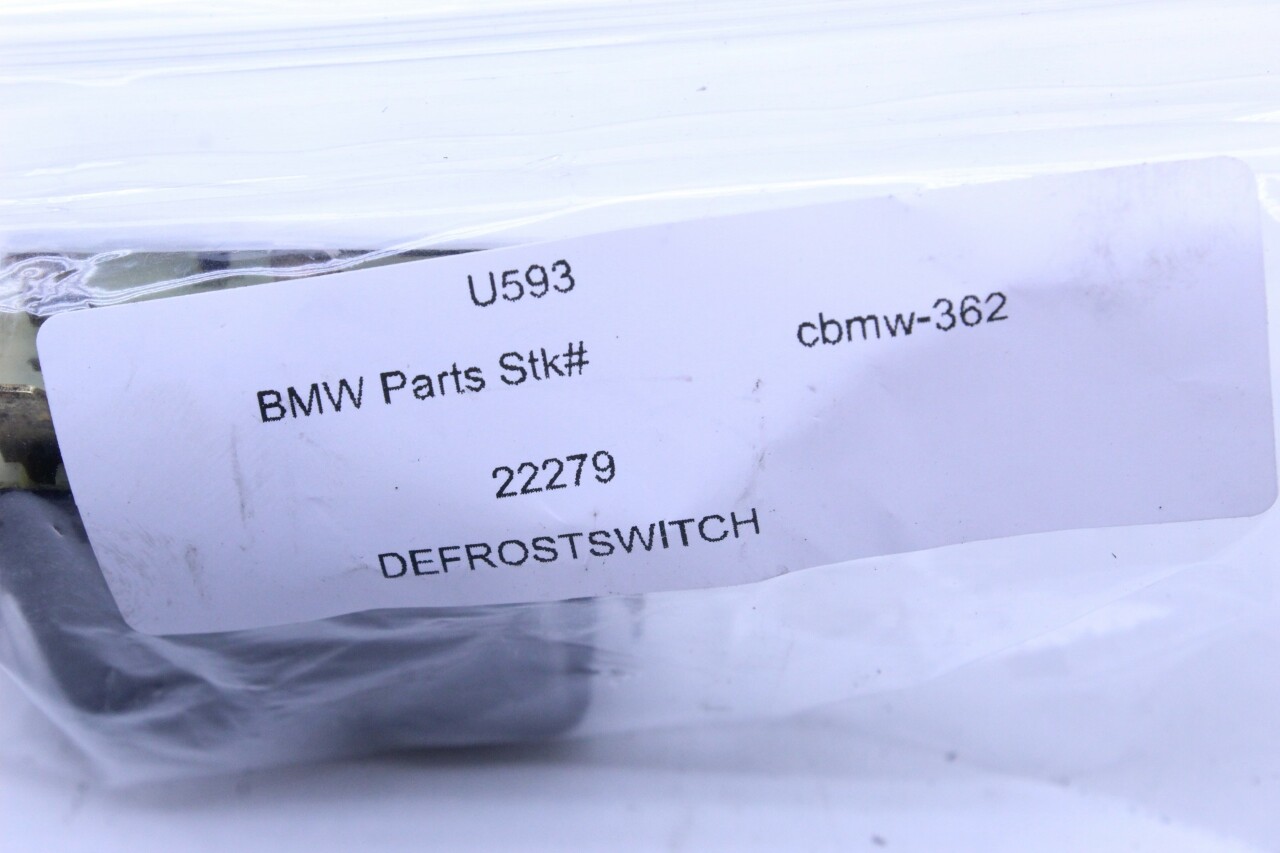 U593
cbmw-362
BMW Parts Stk#
22279
DEFROSTSWITCH